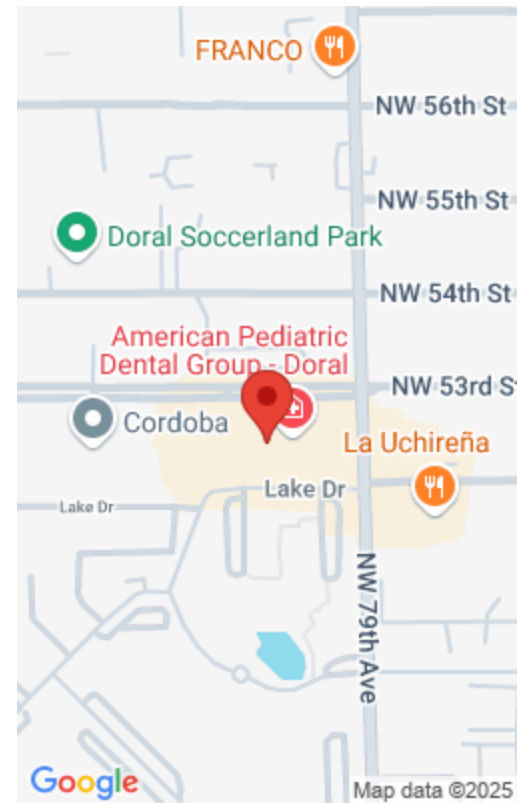 FRANCO
NW 56th St
NW 55th St
Doral Soccerland Park
NW 54th St
American Pediatric
Dental Group - Doral
NW 53rd St
Cordoba
La Uchireña
Lake Dr
Lake Dr
NW 79th Ave
Google
Map data ©2025